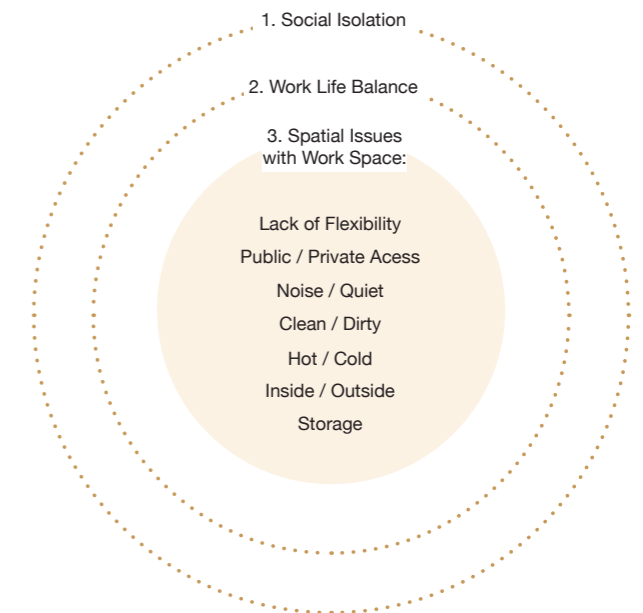 1. Social Isolation
2. Work Life Balance
3. Spatial Issues
with Work Space:
Lack of Flexibility
Public / Private Acess
Noise / Quiet
Clean / Dirty
Hot / Cold
Inside / Outside
Storage